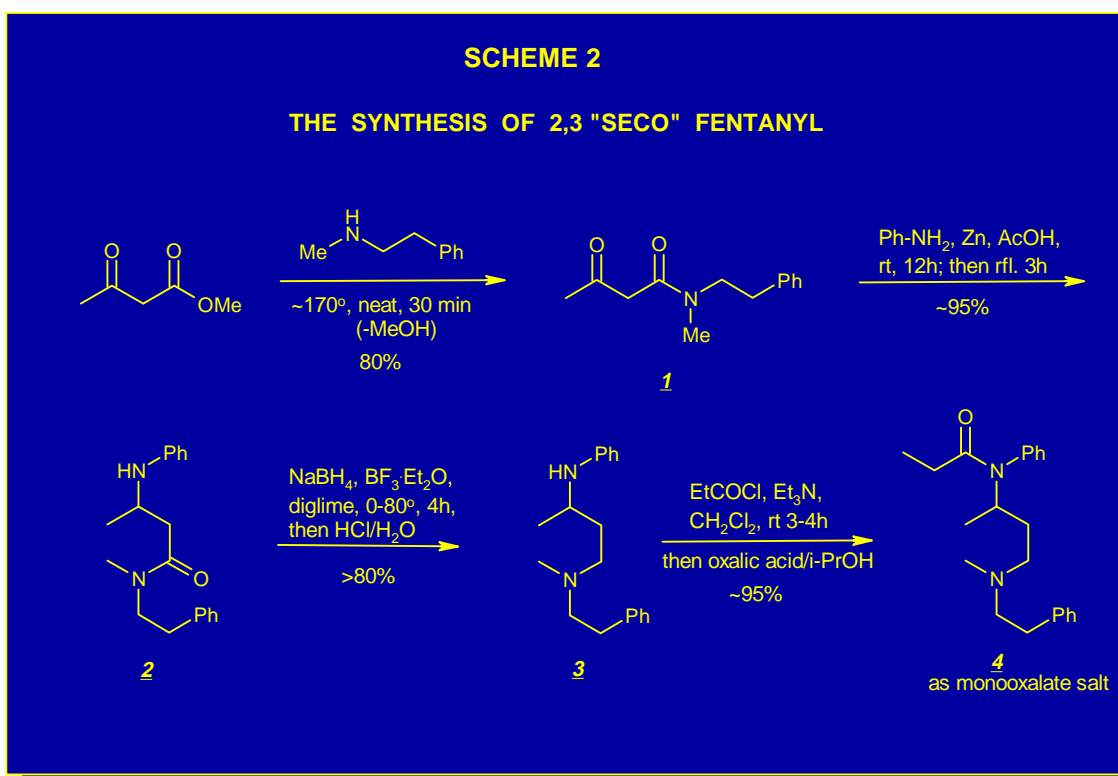 SCHEME 2
THE SYNTHESIS OF 2,3 "SECO" FENTANYL
H
N
Me
Ph
O
O
OMe
~170º, neat, 30 min
(-MeOH)
80%
O
O
Ph
N
Me
1
Ph-NH₂, Zn, AcOH,
rt, 12h; then rfl. 3h
~95%
Ph
HN
N
O
Ph
2
NaBH₄, BF₃·Et₂O,
diglime, 0-80º, 4h,
then HCl/H₂O
>80%
Ph
HN
N
Ph
3
EtCOCl, Et₃N,
CH₂Cl₂, rt 3-4h
then oxalic acid/i-PrOH
~95%
O
N
Ph
N
Ph
4
as monooxalate salt